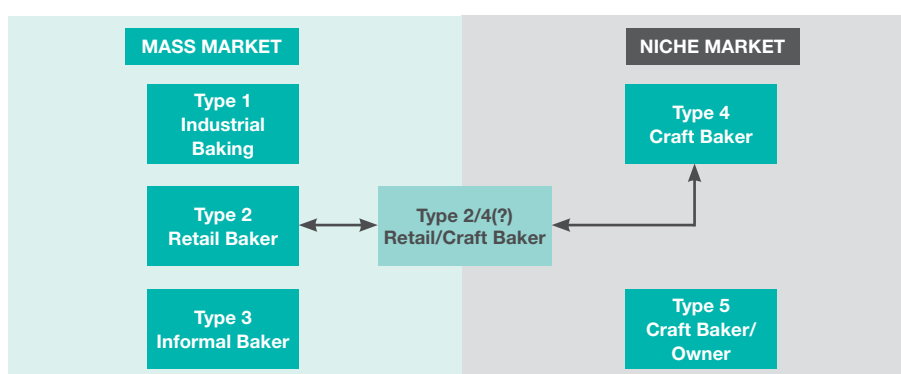 MASS MARKET
NICHE MARKET
Type 1
Industrial
Baking
Type 4
Craft Baker
Type 2
Retail Baker
Type 2/4(?)
Retail/Craft Baker
Type 3
Informal Baker
Type 5
Craft Baker/
Owner